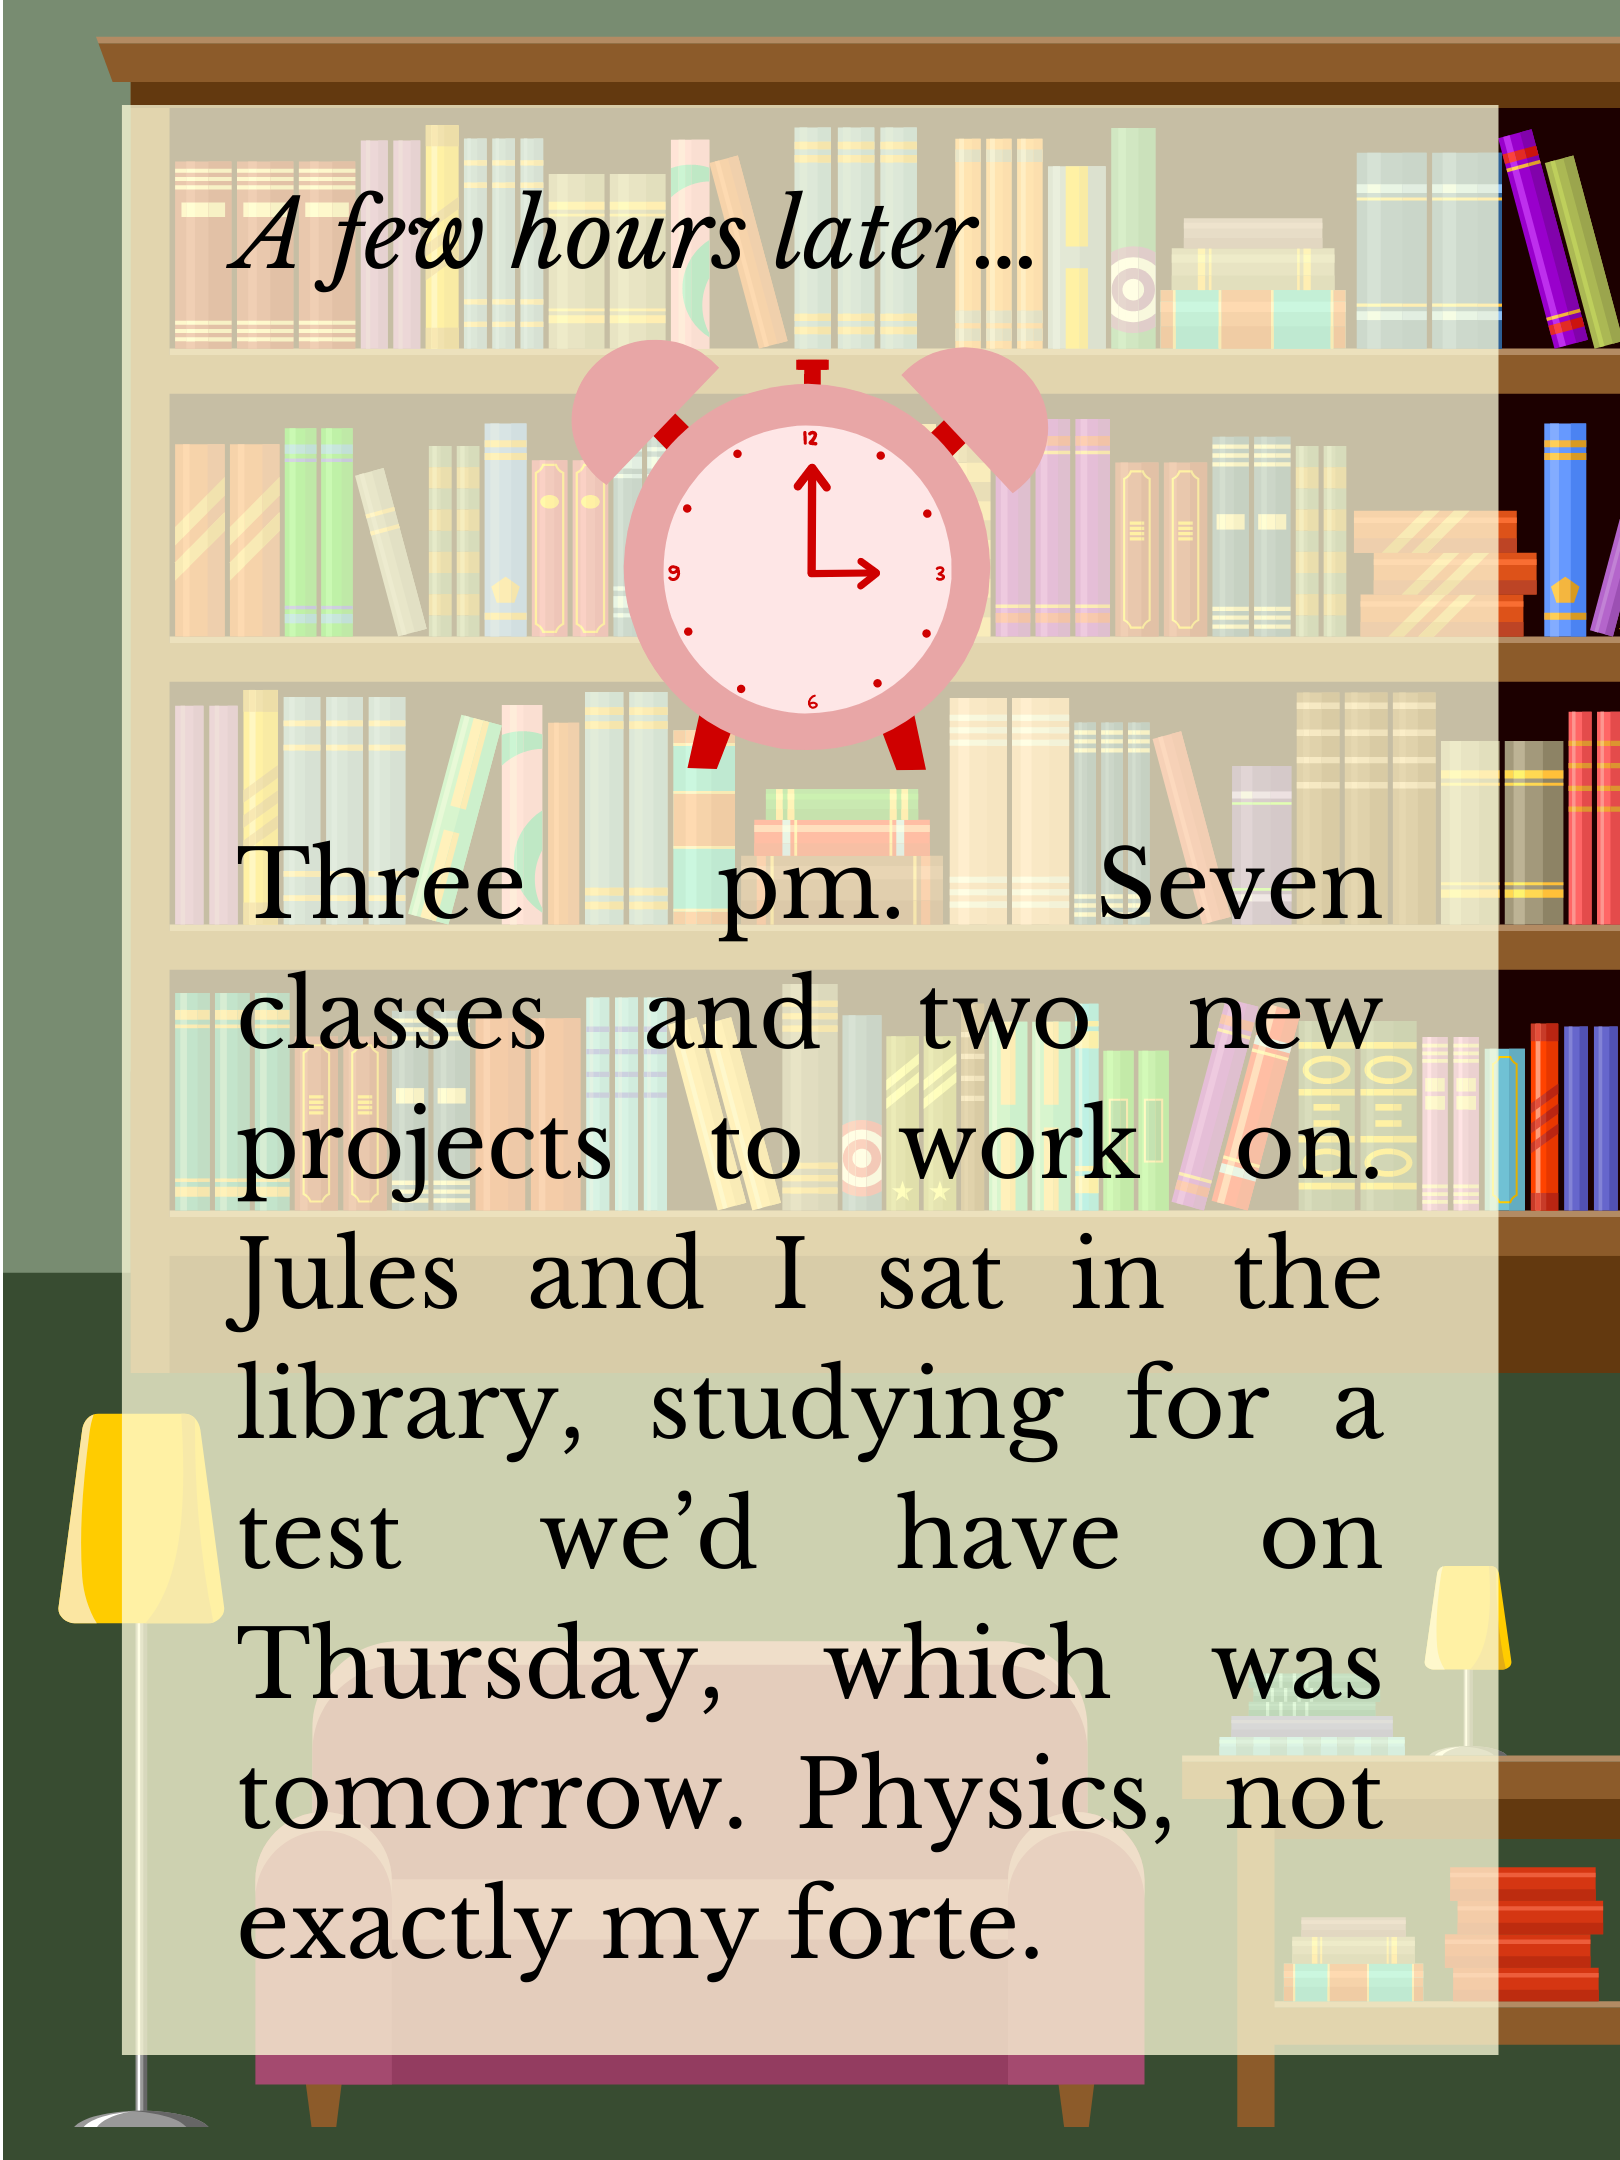 A few hours later...
12
9
3
6
Three pm. Seven
classes and two new
projects to work on.
Jules and I sat in the
library, studying for a
test we’d have on
Thursday, which was
tomorrow. Physics, not
exactly my forte.